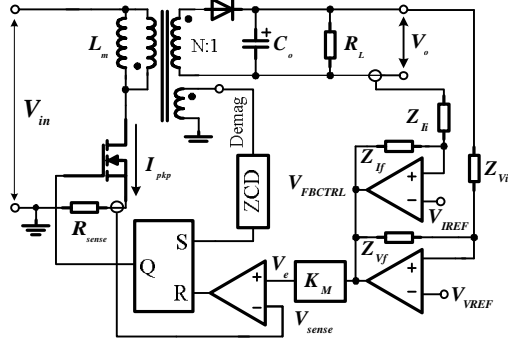 L_m
N:1
C_o
R_L
V_o
V_in
Demag
Z_Ii
I_pkp
ZCD
V_FBCTRL
Z_If
Z_Vi
+
−
V_IREF
R_sense
S
Q
R
V_e
K_M
Z_Vf
V_sense
+
−
+
−
V_VREF
+